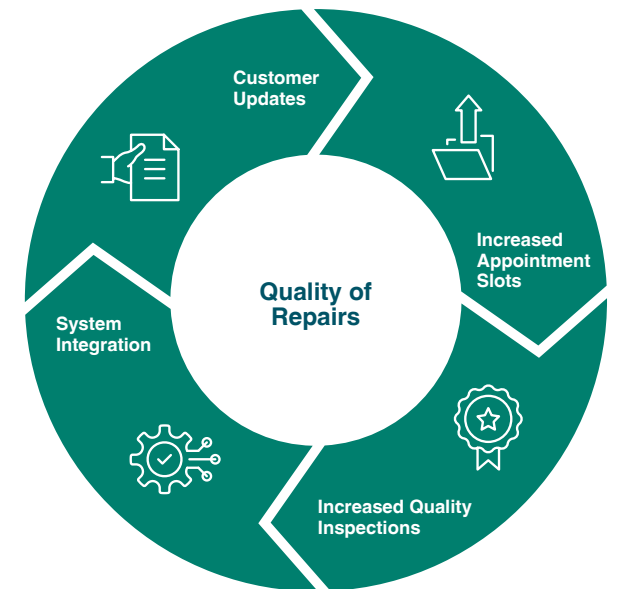 Customer
Updates
Increased
Appointment
Slots
Quality of
Repairs
System
Integration
Increased Quality
Inspections